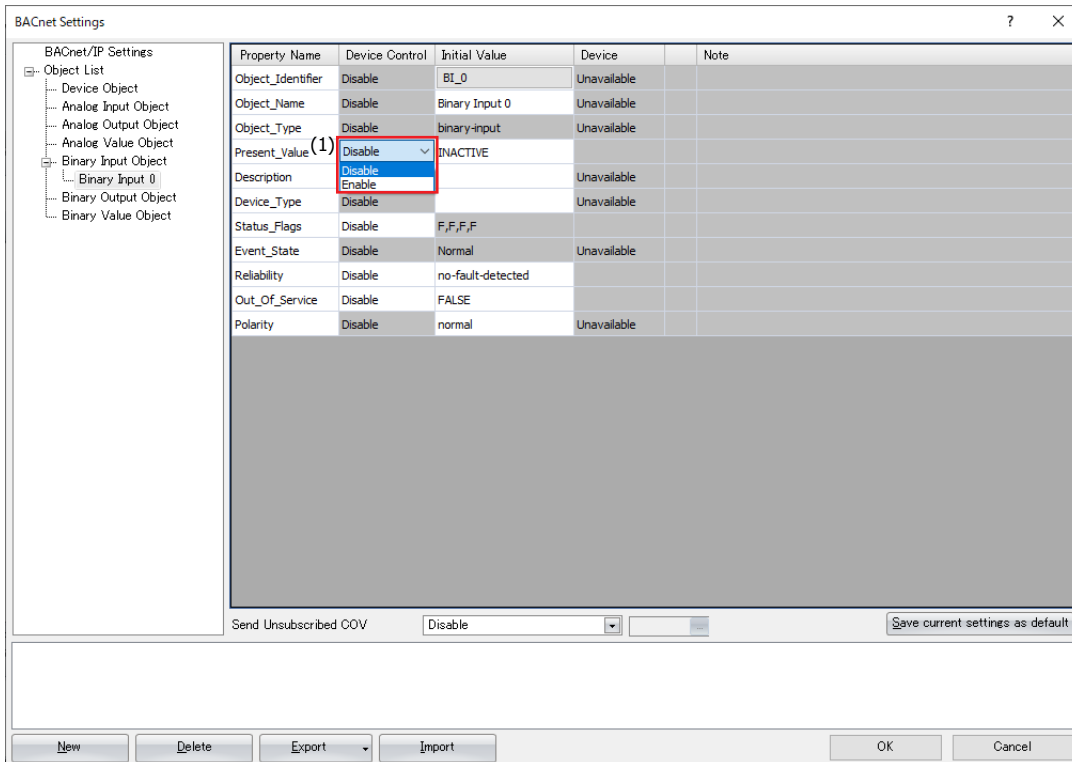 BACnet Settings ? ×
BACnet/IP Settings
Object List
Device Object
Analog Input Object
Analog Output Object
Analog Value Object
Binary Input Object
Binary Input 0
Binary Output Object
Binary Value Object
Property Name Device Control Initial Value Device Note
Object_Identifier Disable BI_0 Unavailable
Object_Name Disable Binary Input 0 Unavailable
Object_Type Disable binary-input Unavailable
Present_Value (1) Disable INACTIVE
Disable
Enable
Description Unavailable
Device_Type Disable Unavailable
Status_Flags Disable F,F,F,F
Event_State Disable Normal Unavailable
Reliability Disable no-fault-detected
Out_Of_Service Disable FALSE
Polarity Disable normal Unavailable
Send Unsubscribed COV Disable ... Save current settings as default
New Delete Export Import OK Cancel